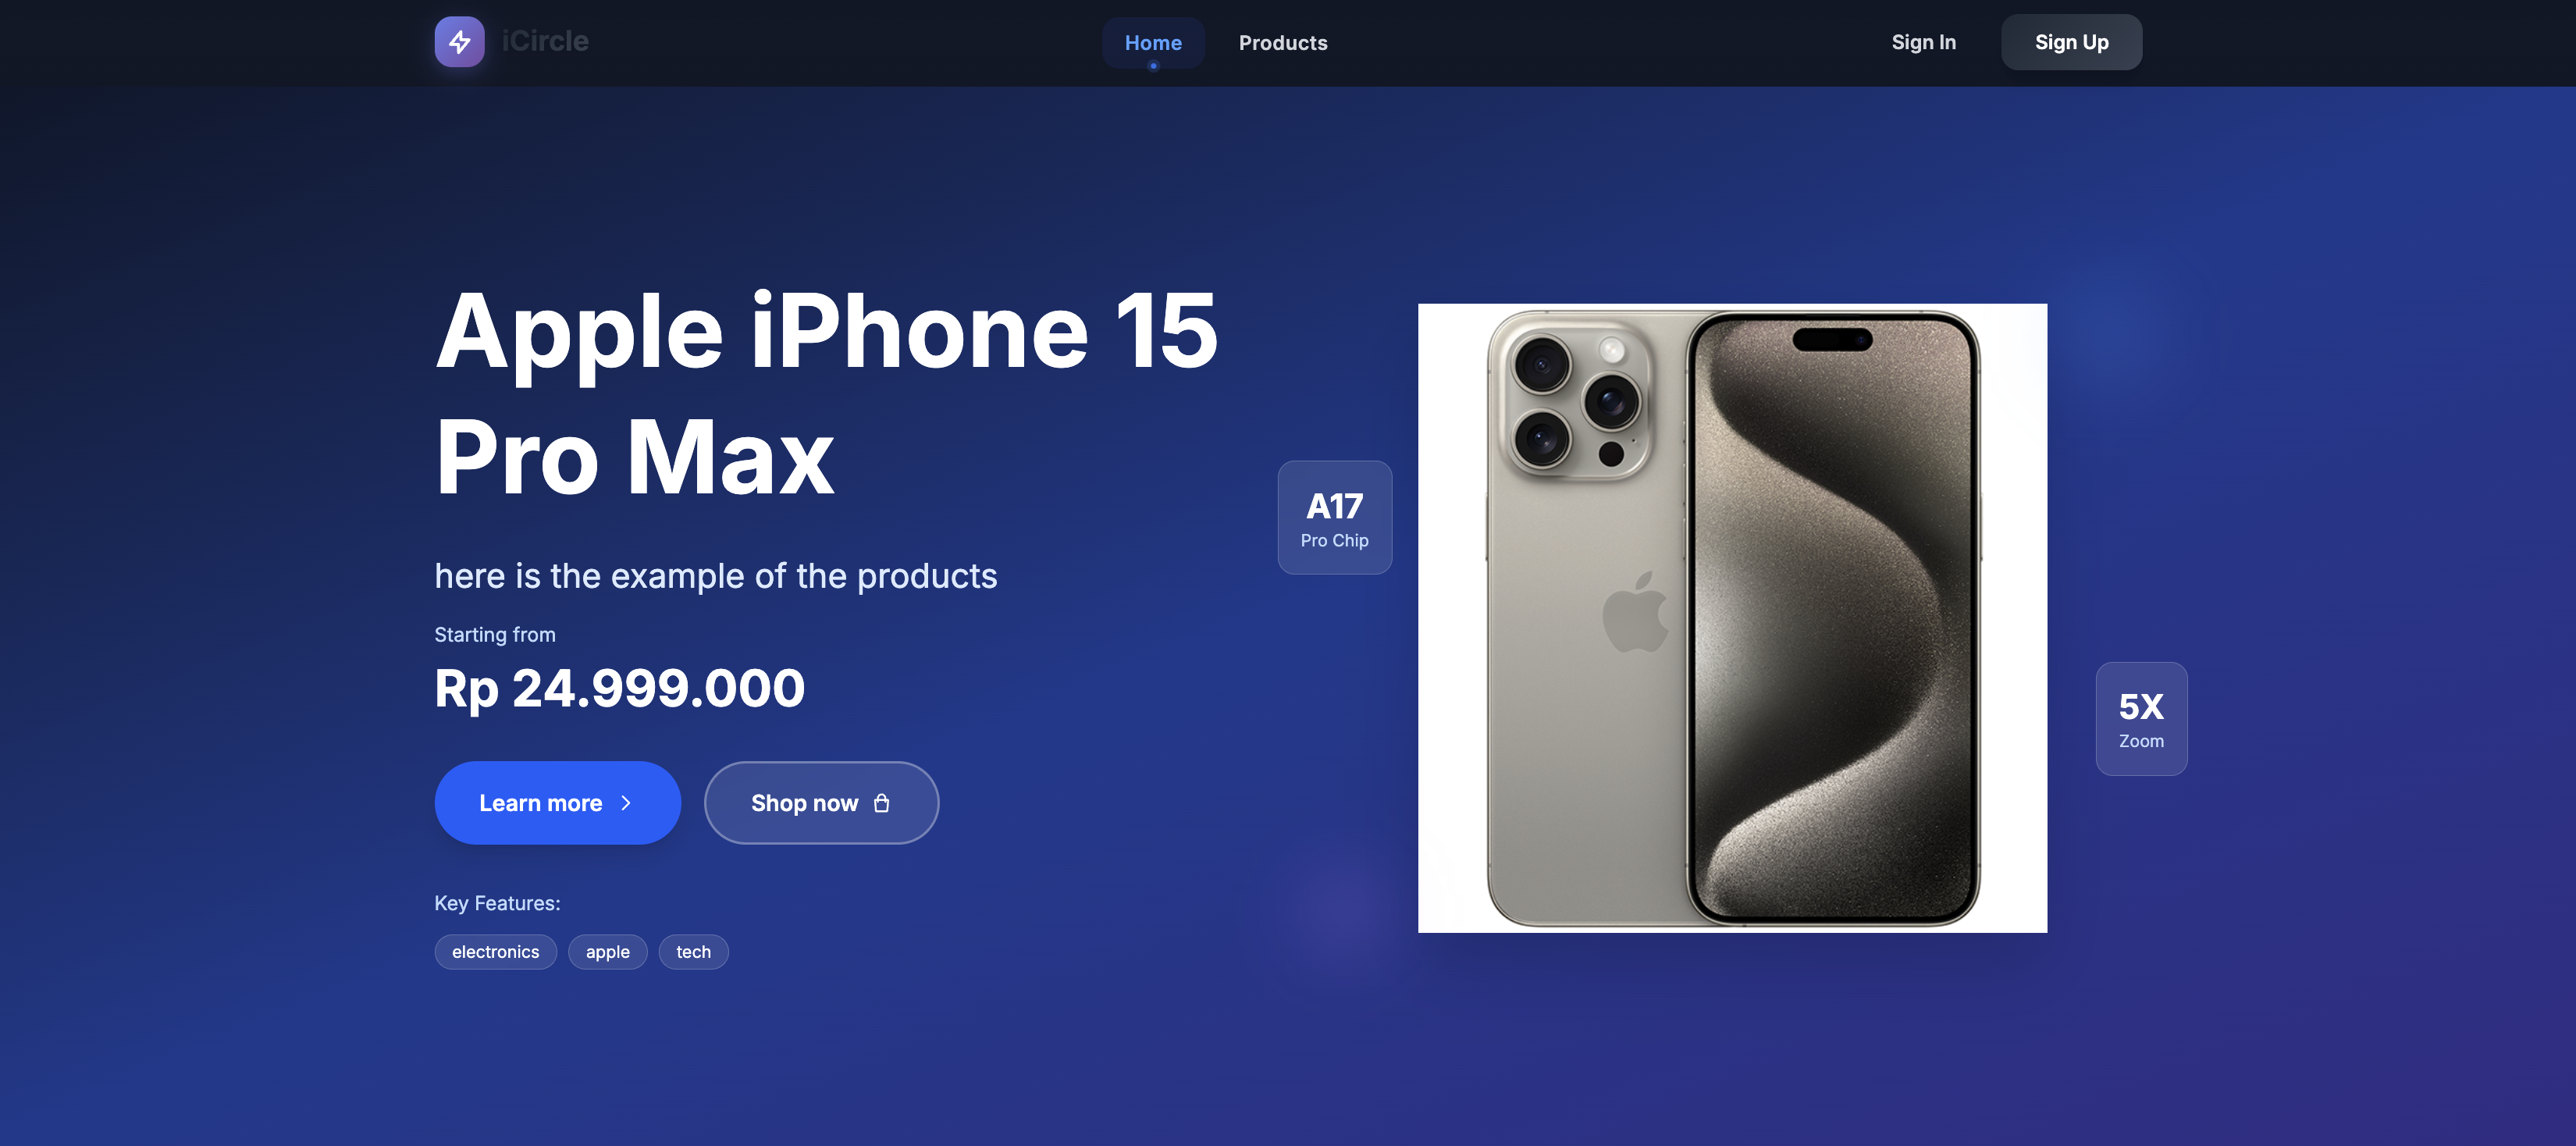 iCircle
Home
Products
Sign In
Sign Up
Apple iPhone 15
Pro Max
here is the example of the products
Starting from
Rp 24.999.000
Learn more
Shop now
Key Features:
electronics
apple
tech
A17
Pro Chip
5X
Zoom